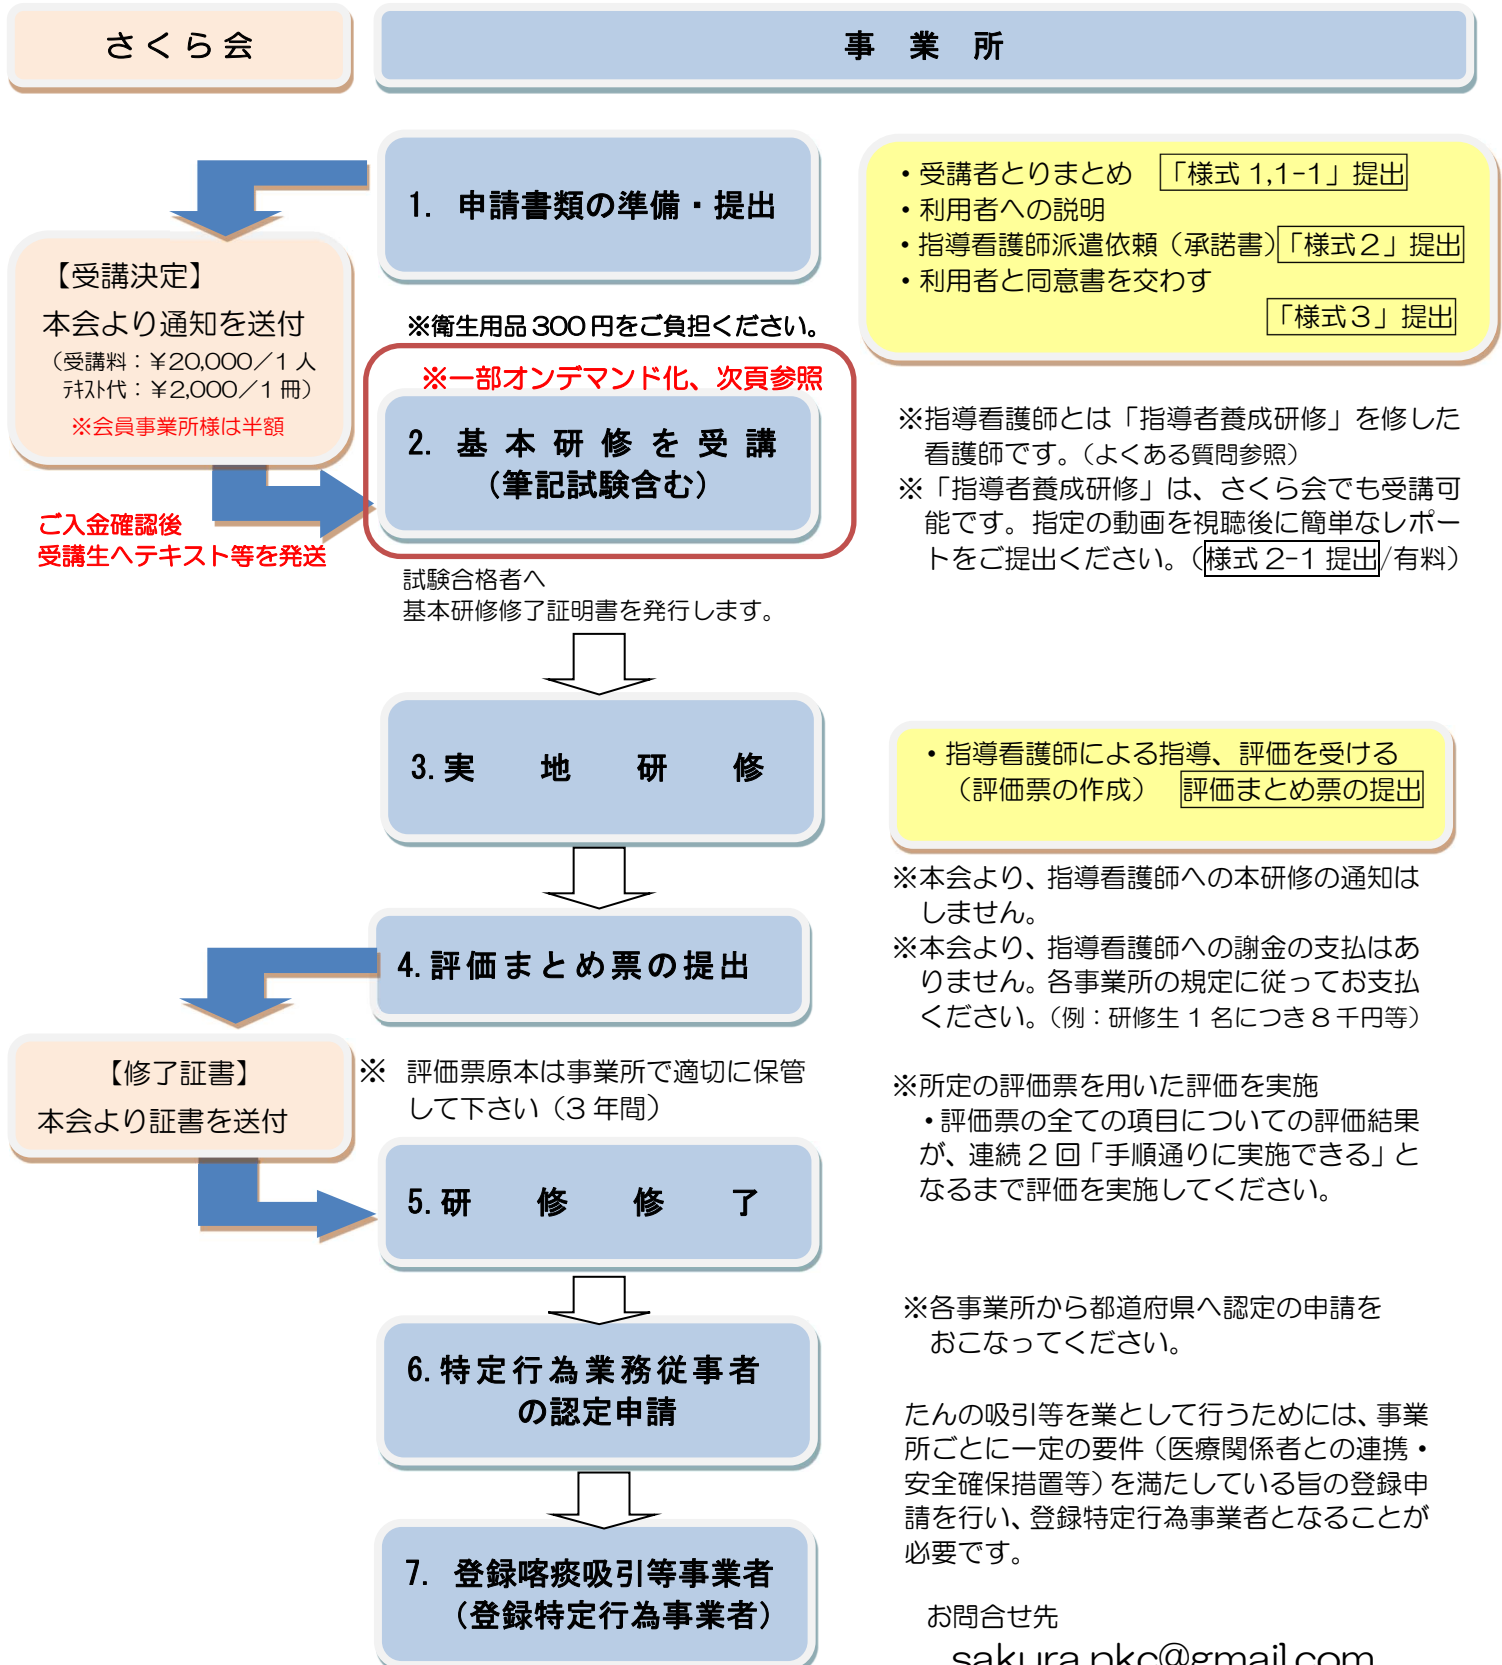 さくら会
事業所
1. 申請書類の準備・提出
・受講者とりまとめ 「様式 1,1-1」提出
・利用者への説明
・指導看護師派遣依頼（承諾書）「様式２」提出
・利用者と同意書を交わす
「様式３」提出
【受講決定】
本会より通知を送付
（受講料：￥20,000／1 人
ﾃｷｽﾄ代：￥2,000／1 冊）
※会員事業所様は半額
※衛生用品 300 円をご負担ください。
※一部オンデマンド化、次頁参照
2. 基本研修を受講
（筆記試験含む）
ご入金確認後
受講生へテキスト等を発送
試験合格者へ
基本研修修了証明書を発行します。
※指導看護師とは「指導者養成研修」を修した
看護師です。（よくある質問参照）
※「指導者養成研修」は、さくら会でも受講可
能です。指定の動画を視聴後に簡単なレポー
トをご提出ください。（様式 2-1 提出/有料）
3. 実地研修
・指導看護師による指導、評価を受ける
（評価票の作成） 評価まとめ票の提出
※本会より、指導看護師への本研修の通知は
しません。
※本会より、指導看護師への謝金の支払はあ
りません。各事業所の規定に従ってお支払
ください。（例：研修生 1 名につき８千円等）
4. 評価まとめ票の提出
【修了証書】
本会より証書を送付
※ 評価票原本は事業所で適切に保管
して下さい（3 年間）
※所定の評価票を用いた評価を実施
・評価票の全ての項目についての評価結果
が、連続 2 回「手順通りに実施できる」と
なるまで評価を実施してください。
5. 研修修了
※各事業所から都道府県へ認定の申請を
おこなってください。
6. 特定行為業務従事者
の認定申請
たんの吸引等を業として行うためには、事業
所ごとに一定の要件（医療関係者との連携・
安全確保措置等）を満たしている旨の登録申
請を行い、登録特定行為事業者となることが
必要です。
7. 登録喀痰吸引等事業者
（登録特定行為事業者）
お問合せ先
sakura.pkc@gmail.com